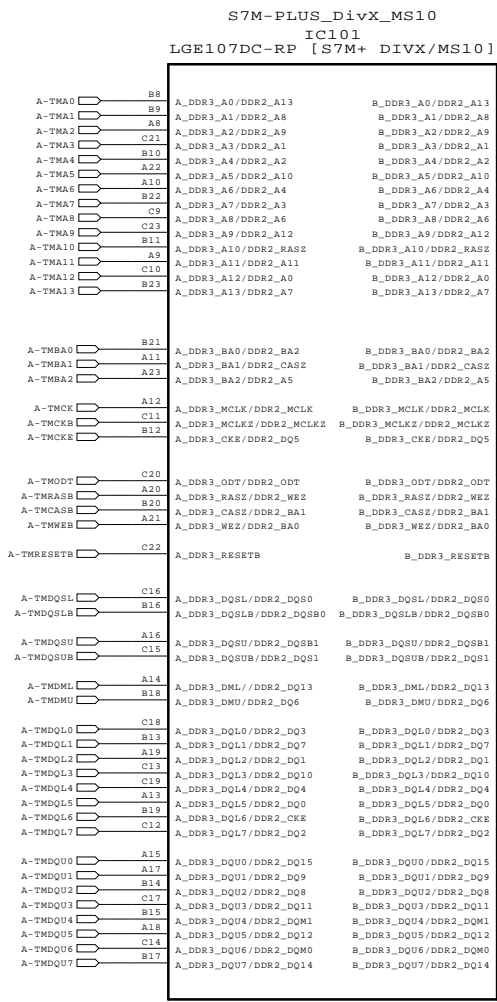 S7M-PLUS_DivX_MS10
IC101
LGE107DC-RP [S7M+ DIVX/MS10]
A-TMA0 B8 A_DDR3_A0/DDR2_A13 B_DDR3_A0/DDR2_A13
A-TMA1 B9 A_DDR3_A1/DDR2_A8 B_DDR3_A1/DDR2_A8
A-TMA2 A8 A_DDR3_A2/DDR2_A9 B_DDR3_A2/DDR2_A9
A-TMA3 C21 A_DDR3_A3/DDR2_A1 B_DDR3_A3/DDR2_A1
A-TMA4 B10 A_DDR3_A4/DDR2_A2 B_DDR3_A4/DDR2_A2
A-TMA5 A22 A_DDR3_A5/DDR2_A10 B_DDR3_A5/DDR2_A10
A-TMA6 A10 A_DDR3_A6/DDR2_A4 B_DDR3_A6/DDR2_A4
A-TMA7 B22 A_DDR3_A7/DDR2_A3 B_DDR3_A7/DDR2_A3
A-TMA8 C9 A_DDR3_A8/DDR2_A6 B_DDR3_A8/DDR2_A6
A-TMA9 C23 A_DDR3_A9/DDR2_A12 B_DDR3_A9/DDR2_A12
A-TMA10 B11 A_DDR3_A10/DDR2_RASZ B_DDR3_A10/DDR2_RASZ
A-TMA11 A9 A_DDR3_A11/DDR2_A11 B_DDR3_A11/DDR2_A11
A-TMA12 C10 A_DDR3_A12/DDR2_A0 B_DDR3_A12/DDR2_A0
A-TMA13 B23 A_DDR3_A13/DDR2_A7 B_DDR3_A13/DDR2_A7
A-TMBA0 B21 A_DDR3_BA0/DDR2_BA2 B_DDR3_BA0/DDR2_BA2
A-TMBA1 A11 A_DDR3_BA1/DDR2_CASZ B_DDR3_BA1/DDR2_CASZ
A-TMBA2 A23 A_DDR3_BA2/DDR2_A5 B_DDR3_BA2/DDR2_A5
A-TMCK A12 A_DDR3_MCLK/DDR2_MCLK B_DDR3_MCLK/DDR2_MCLK
A-TMCKB C11 A_DDR3_MCLKZ/DDR2_MCLKZ B_DDR3_MCLKZ/DDR2_MCLKZ
A-TMCKE B12 A_DDR3_CKE/DDR2_DQ5 B_DDR3_CKE/DDR2_DQ5
A-TMODT C20 A_DDR3_ODT/DDR2_ODT B_DDR3_ODT/DDR2_ODT
A-TMRASB A20 A_DDR3_RASZ/DDR2_WEZ B_DDR3_RASZ/DDR2_WEZ
A-TMCASB B20 A_DDR3_CASZ/DDR2_BA1 B_DDR3_CASZ/DDR2_BA1
A-TMWEB A21 A_DDR3_WEZ/DDR2_BA0 B_DDR3_WEZ/DDR2_BA0
A-TMRESETB C22 A_DDR3_RESETB B_DDR3_RESETB
A-TMDQSL C16 A_DDR3_DQSL/DDR2_DQS0 B_DDR3_DQSL/DDR2_DQS0
A-TMDQSLB B16 A_DDR3_DQSLB/DDR2_DQSB0 B_DDR3_DQSLB/DDR2_DQSB0
A-TMDQSU A16 A_DDR3_DQSU/DDR2_DQSB1 B_DDR3_DQSU/DDR2_DQSB1
A-TMDQSUB C15 A_DDR3_DQSUB/DDR2_DQS1 B_DDR3_DQSUB/DDR2_DQS1
A-TMDML A14 A_DDR3_DML//DDR2_DQ13 B_DDR3_DML/DDR2_DQ13
A-TMDMU B18 A_DDR3_DMU/DDR2_DQ6 B_DDR3_DMU/DDR2_DQ6
A-TMDQL0 C18 A_DDR3_DQL0/DDR2_DQ3 B_DDR3_DQL0/DDR2_DQ3
A-TMDQL1 B13 A_DDR3_DQL1/DDR2_DQ7 B_DDR3_DQL1/DDR2_DQ7
A-TMDQL2 A19 A_DDR3_DQL2/DDR2_DQ1 B_DDR3_DQL2/DDR2_DQ1
A-TMDQL3 C13 A_DDR3_DQL3/DDR2_DQ10 B_DDR3_DQL3/DDR2_DQ10
A-TMDQL4 C19 A_DDR3_DQL4/DDR2_DQ4 B_DDR3_DQL4/DDR2_DQ4
A-TMDQL5 A13 A_DDR3_DQL5/DDR2_DQ0 B_DDR3_DQL5/DDR2_DQ0
A-TMDQL6 B19 A_DDR3_DQL6/DDR2_CKE B_DDR3_DQL6/DDR2_CKE
A-TMDQL7 C12 A_DDR3_DQL7/DDR2_DQ2 B_DDR3_DQL7/DDR2_DQ2
A-TMDQU0 A15 A_DDR3_DQU0/DDR2_DQ15 B_DDR3_DQU0/DDR2_DQ15
A-TMDQU1 A17 A_DDR3_DQU1/DDR2_DQ9 B_DDR3_DQU1/DDR2_DQ9
A-TMDQU2 B14 A_DDR3_DQU2/DDR2_DQ8 B_DDR3_DQU2/DDR2_DQ8
A-TMDQU3 C17 A_DDR3_DQU3/DDR2_DQ11 B_DDR3_DQU3/DDR2_DQ11
A-TMDQU4 B15 A_DDR3_DQU4/DDR2_DQM1 B_DDR3_DQU4/DDR2_DQM1
A-TMDQU5 A18 A_DDR3_DQU5/DDR2_DQ12 B_DDR3_DQU5/DDR2_DQ12
A-TMDQU6 C14 A_DDR3_DQU6/DDR2_DQM0 B_DDR3_DQU6/DDR2_DQM0
A-TMDQU7 B17 A_DDR3_DQU7/DDR2_DQ14 B_DDR3_DQU7/DDR2_DQ14